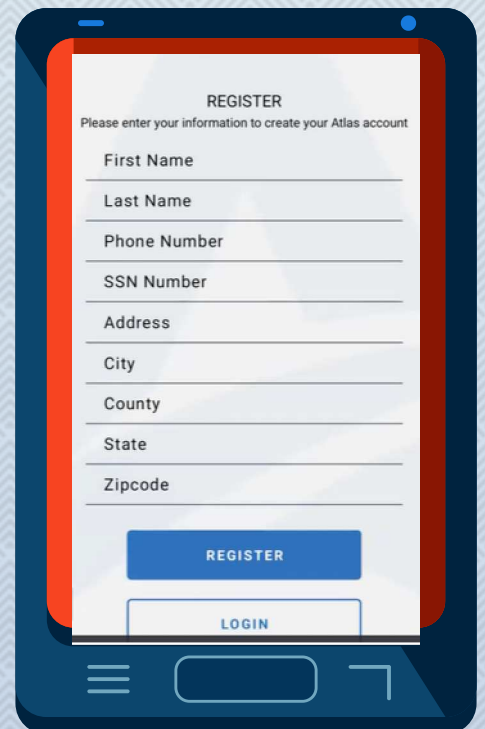 REGISTER
Please enter your information to create your Atlas account
First Name
Last Name
Phone Number
SSN Number
Address
City
County
State
Zipcode
REGISTER
LOGIN